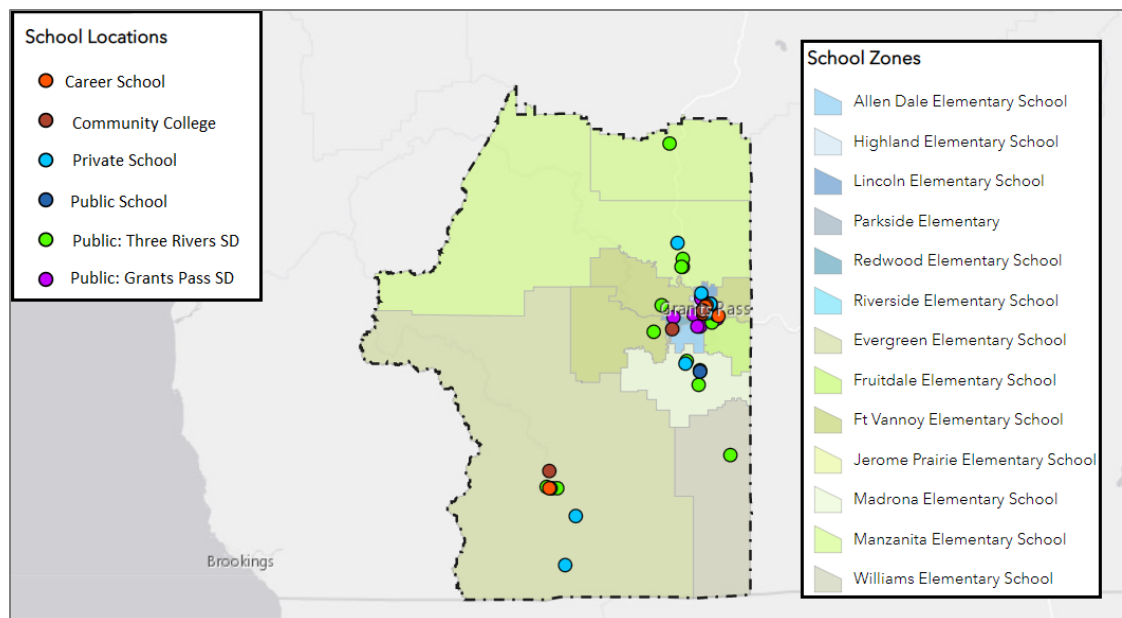 School Locations
Career School
Community College
Private School
Public School
Public: Three Rivers SD
Public: Grants Pass SD
Grants Pass
Brookings
School Zones
Allen Dale Elementary School
Highland Elementary School
Lincoln Elementary School
Parkside Elementary
Redwood Elementary School
Riverside Elementary School
Evergreen Elementary School
Fruitdale Elementary School
Ft Vannoy Elementary School
Jerome Prairie Elementary School
Madrona Elementary School
Manzanita Elementary School
Williams Elementary School